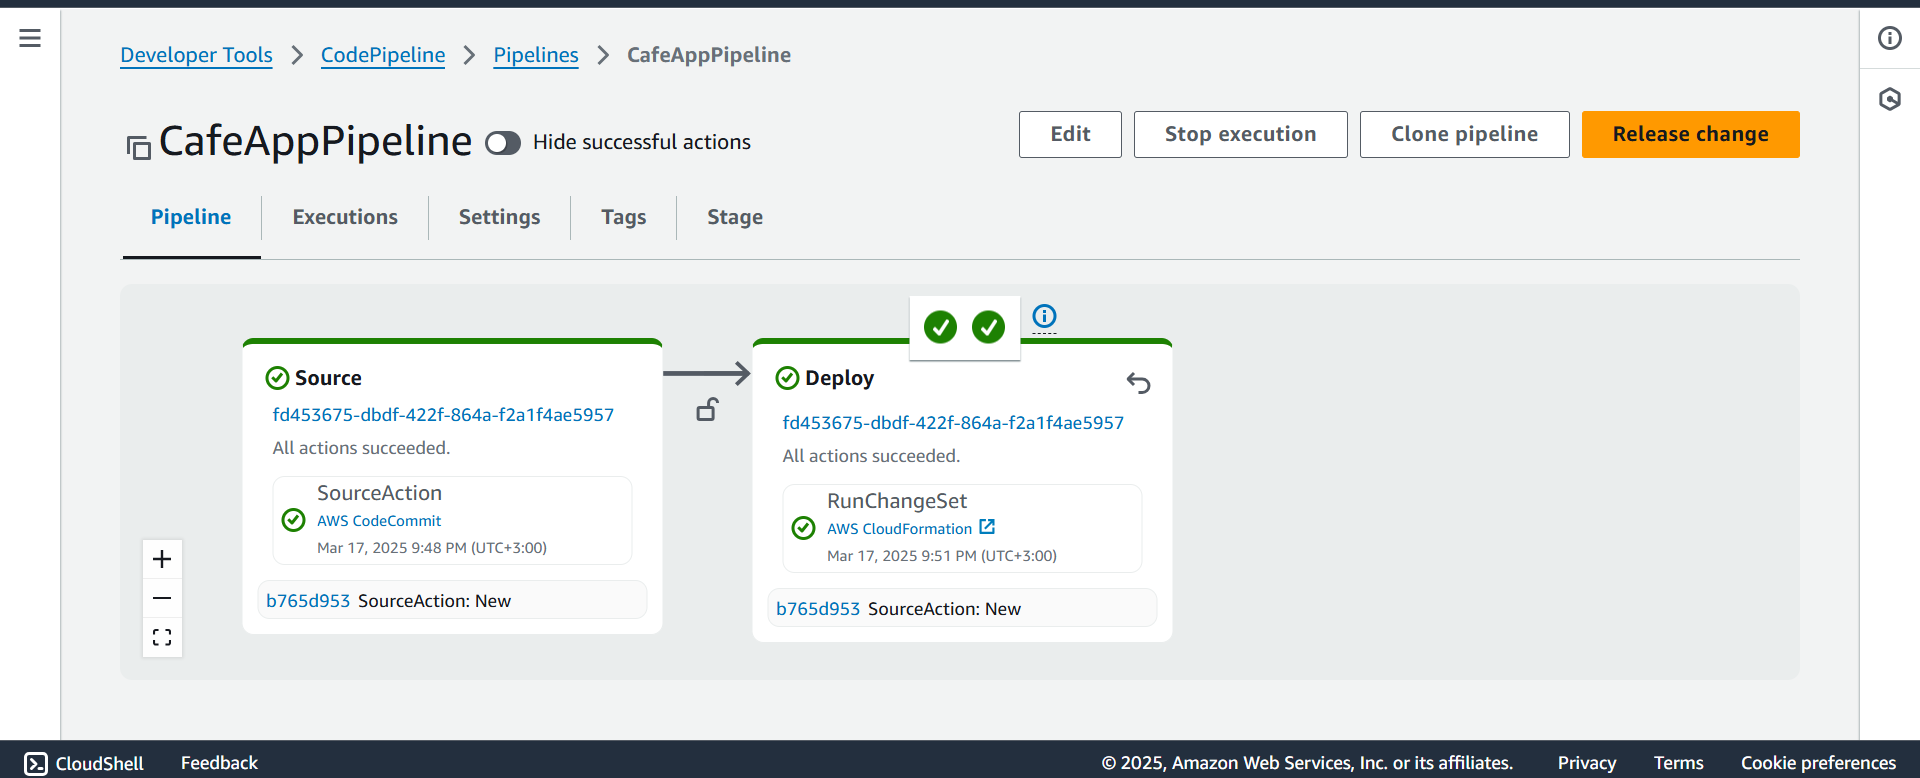 Developer Tools > CodePipeline > Pipelines > CafeAppPipeline
CafeAppPipeline Hide successful actions
Edit Stop execution Clone pipeline Release change
Pipeline Executions Settings Tags Stage
Source
fd453675-dbdf-422f-864a-f2a1f4ae5957
All actions succeeded.
SourceAction
AWS CodeCommit
Mar 17, 2025 9:48 PM (UTC+3:00)
b765d953 SourceAction: New
Deploy
fd453675-dbdf-422f-864a-f2a1f4ae5957
All actions succeeded.
RunChangeSet
AWS CloudFormation
Mar 17, 2025 9:51 PM (UTC+3:00)
b765d953 SourceAction: New
CloudShell Feedback © 2025, Amazon Web Services, Inc. or its affiliates. Privacy Terms Cookie preferences